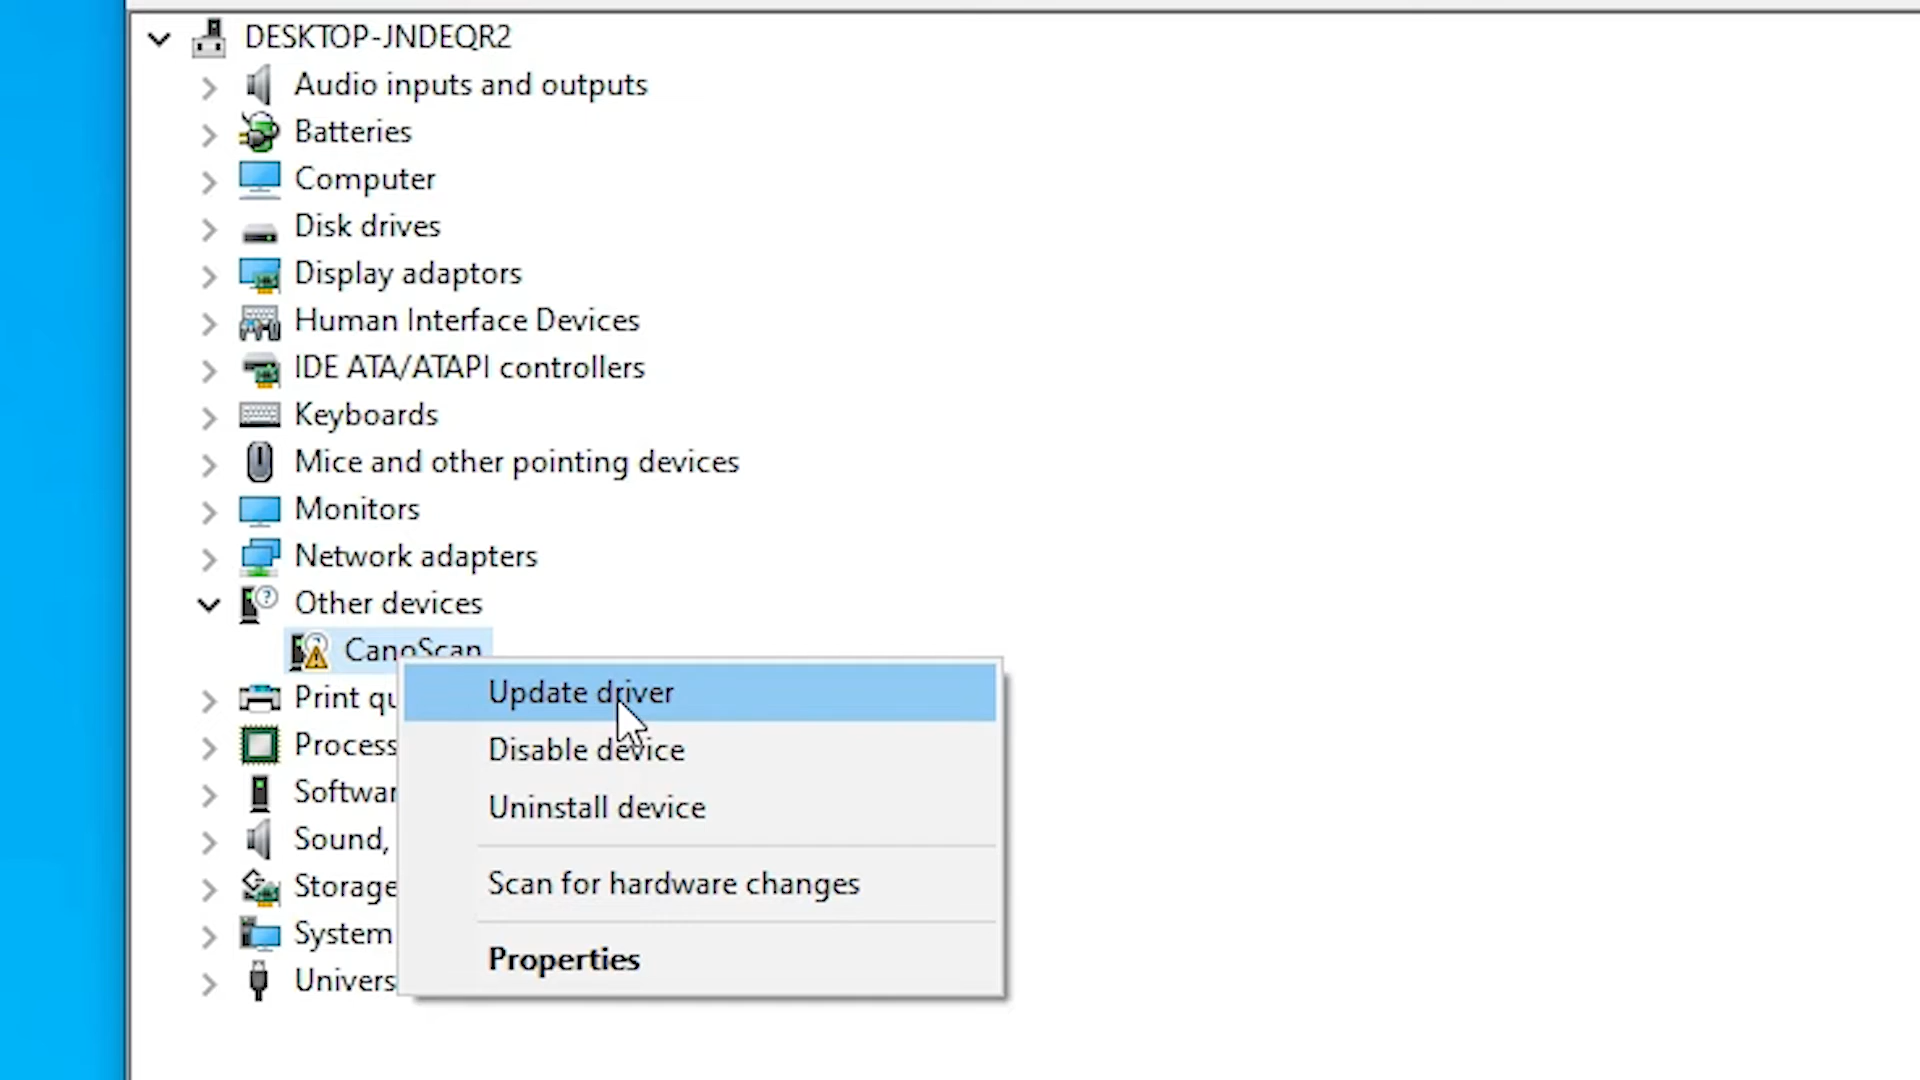 DESKTOP-JNDEQR2
Audio inputs and outputs
Batteries
Computer
Disk drives
Display adaptors
Human Interface Devices
IDE ATA/ATAPI controllers
Keyboards
Mice and other pointing devices
Monitors
Network adapters
Other devices
CanoScan
Print qu
Process
Softwar
Sound,
Storage
System
Univers
Update driver
Disable device
Uninstall device
Scan for hardware changes
Properties